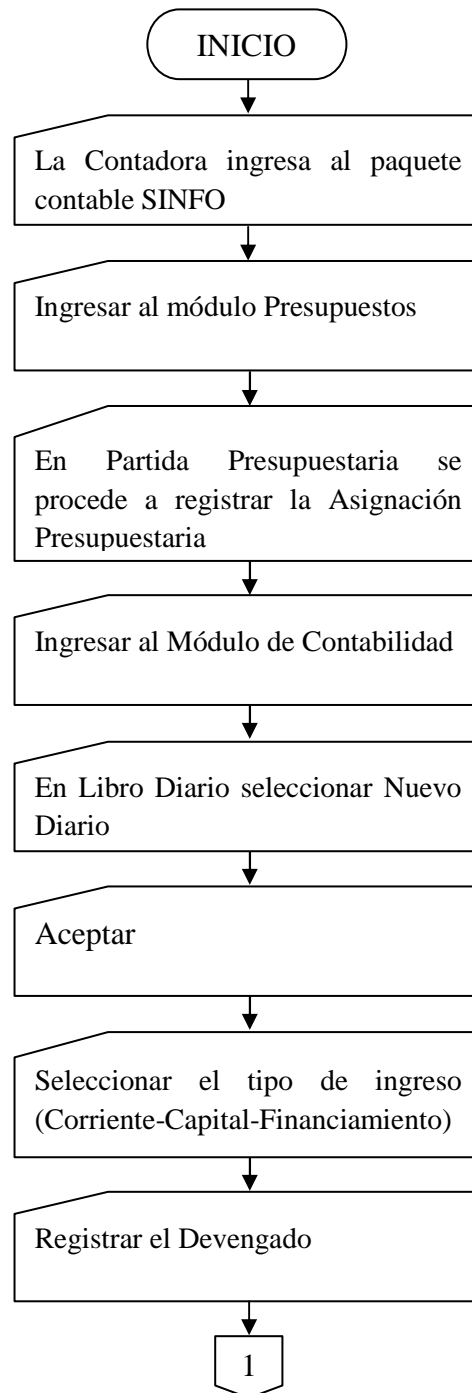 INICIO
La Contadora ingresa al paquete
contable SINFO
Ingresar al módulo Presupuestos
En Partida Presupuestaria se
procede a registrar la Asignación
Presupuestaria
Ingresar al Módulo de Contabilidad
En Libro Diario seleccionar Nuevo
Diario
Aceptar
Seleccionar el tipo de ingreso
(Corriente-Capital-Financiamiento)
Registrar el Devengado
1